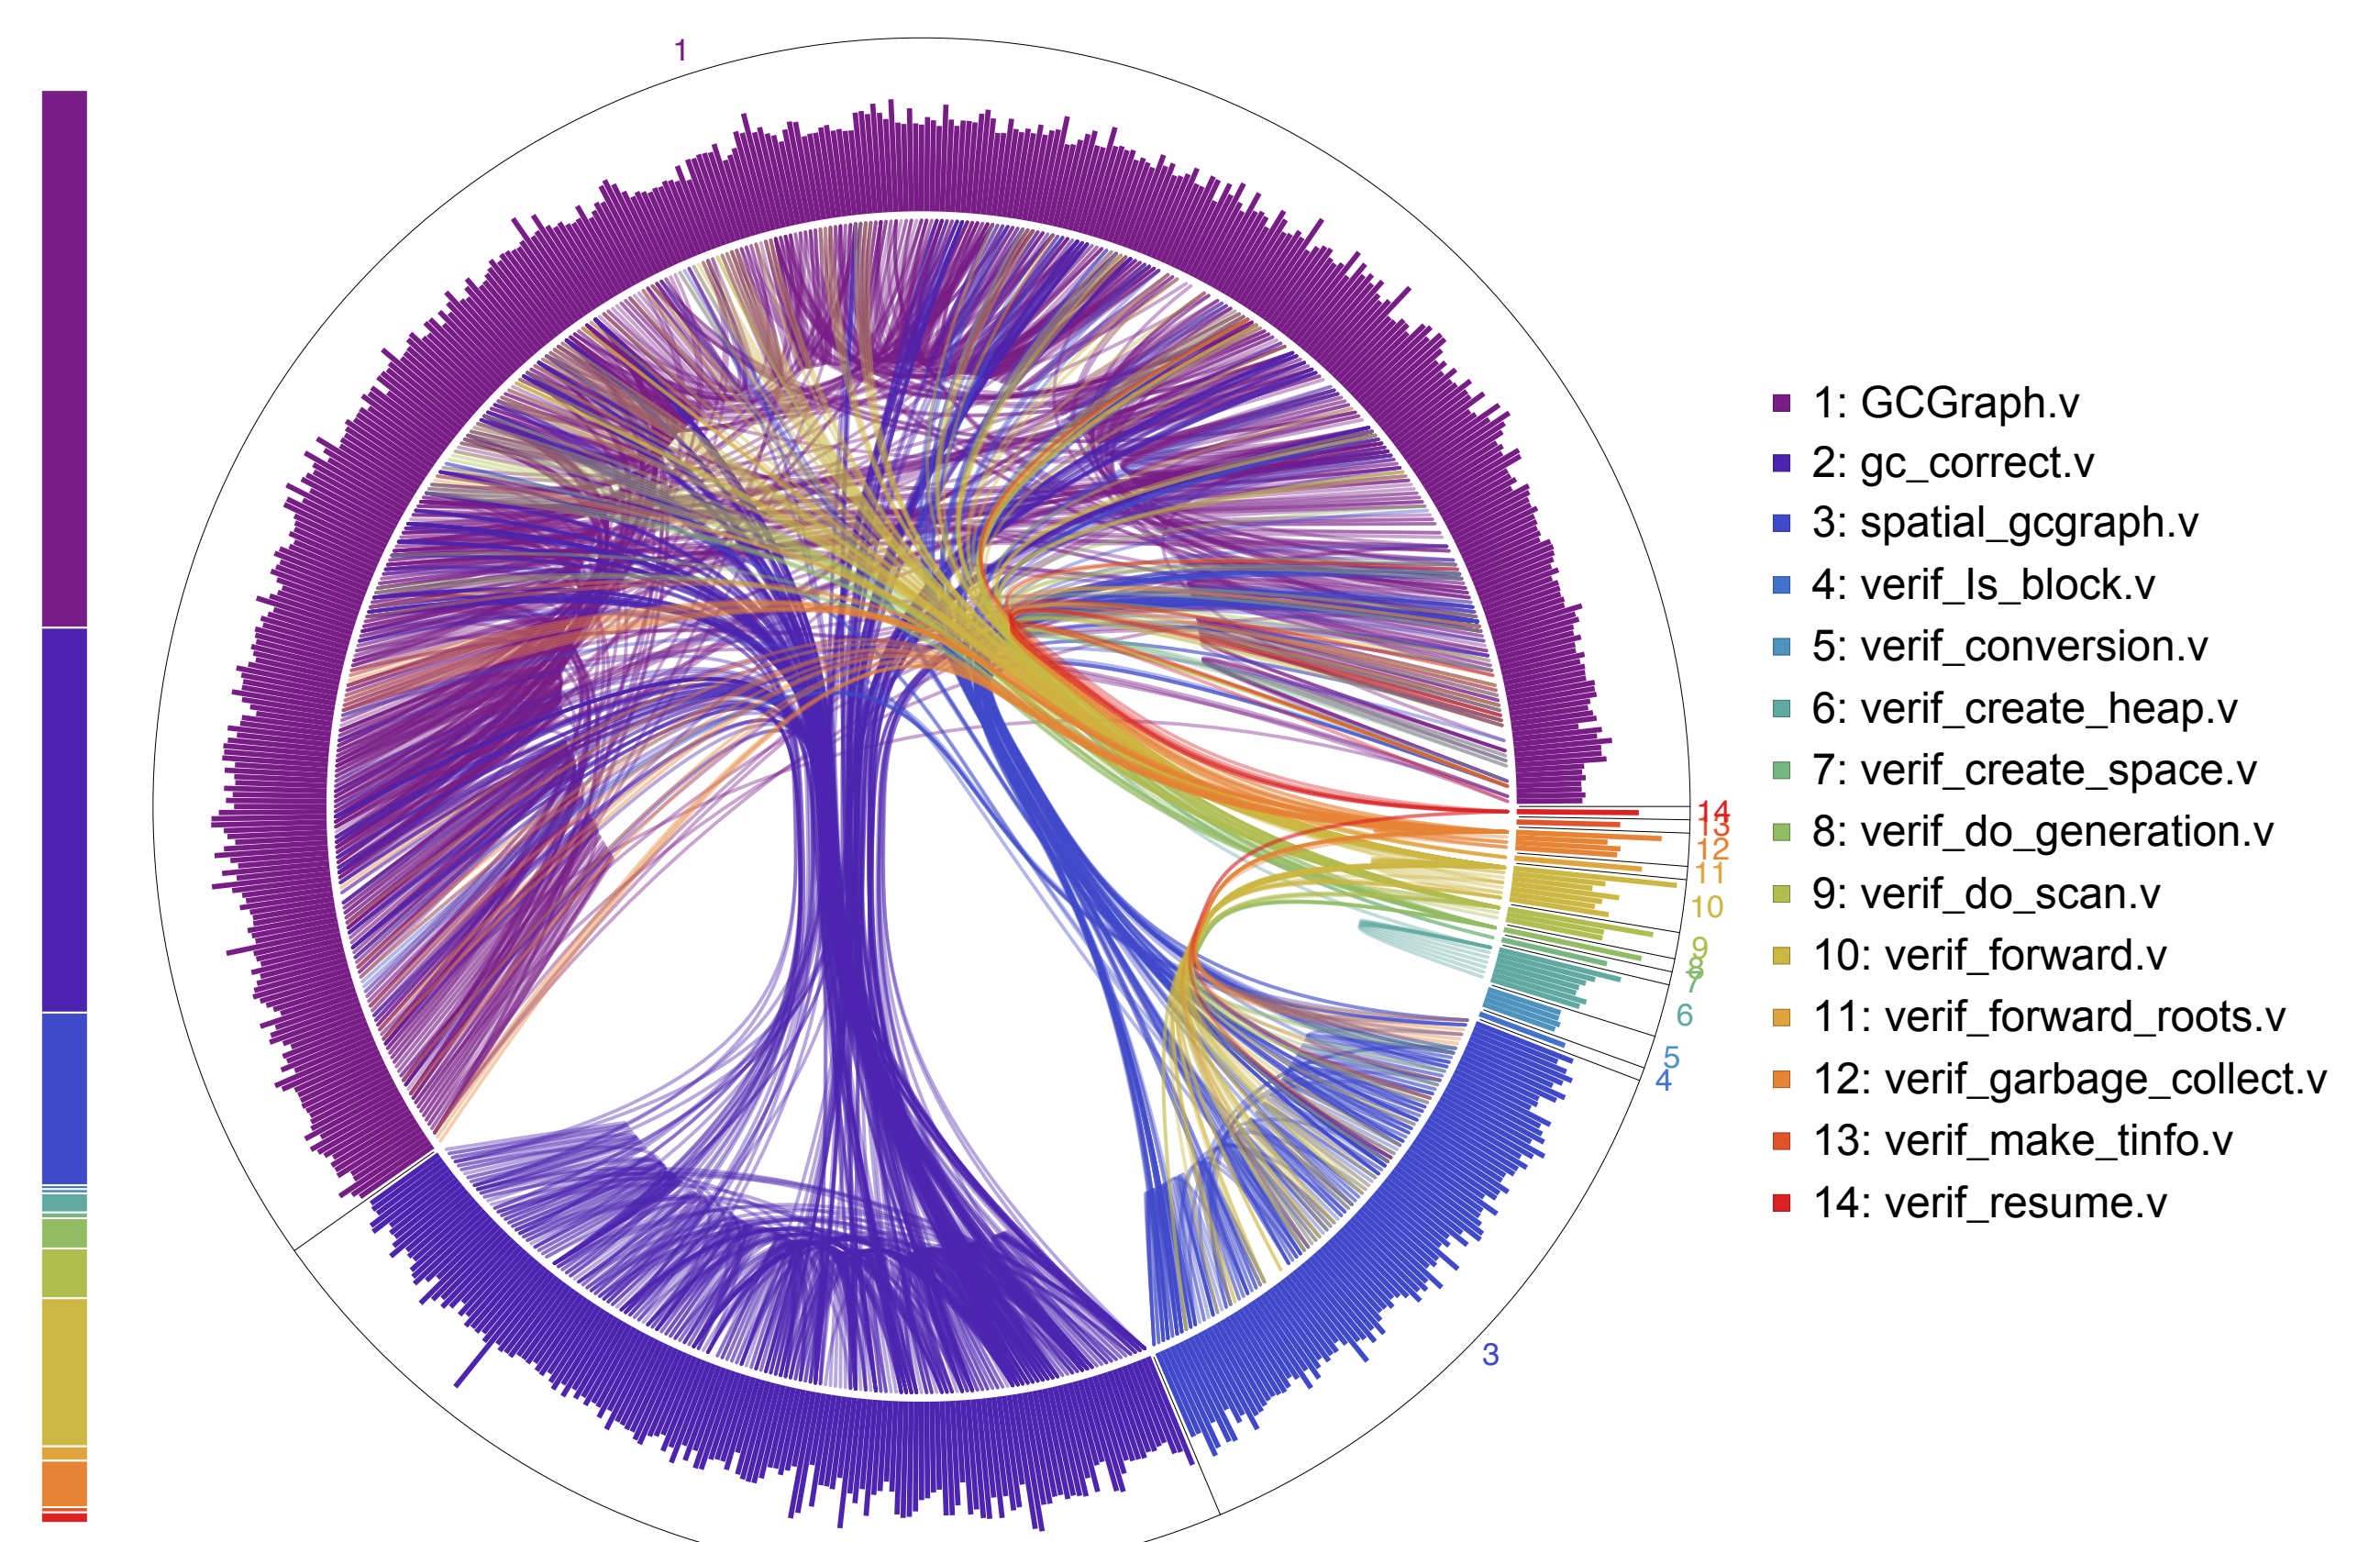 1
14
13
12
11
10
9
8
7
6
5
4
3
1: GCGraph.v
2: gc_correct.v
3: spatial_gcgraph.v
4: verif_Is_block.v
5: verif_conversion.v
6: verif_create_heap.v
7: verif_create_space.v
8: verif_do_generation.v
9: verif_do_scan.v
10: verif_forward.v
11: verif_forward_roots.v
12: verif_garbage_collect.v
13: verif_make_tinfo.v
14: verif_resume.v